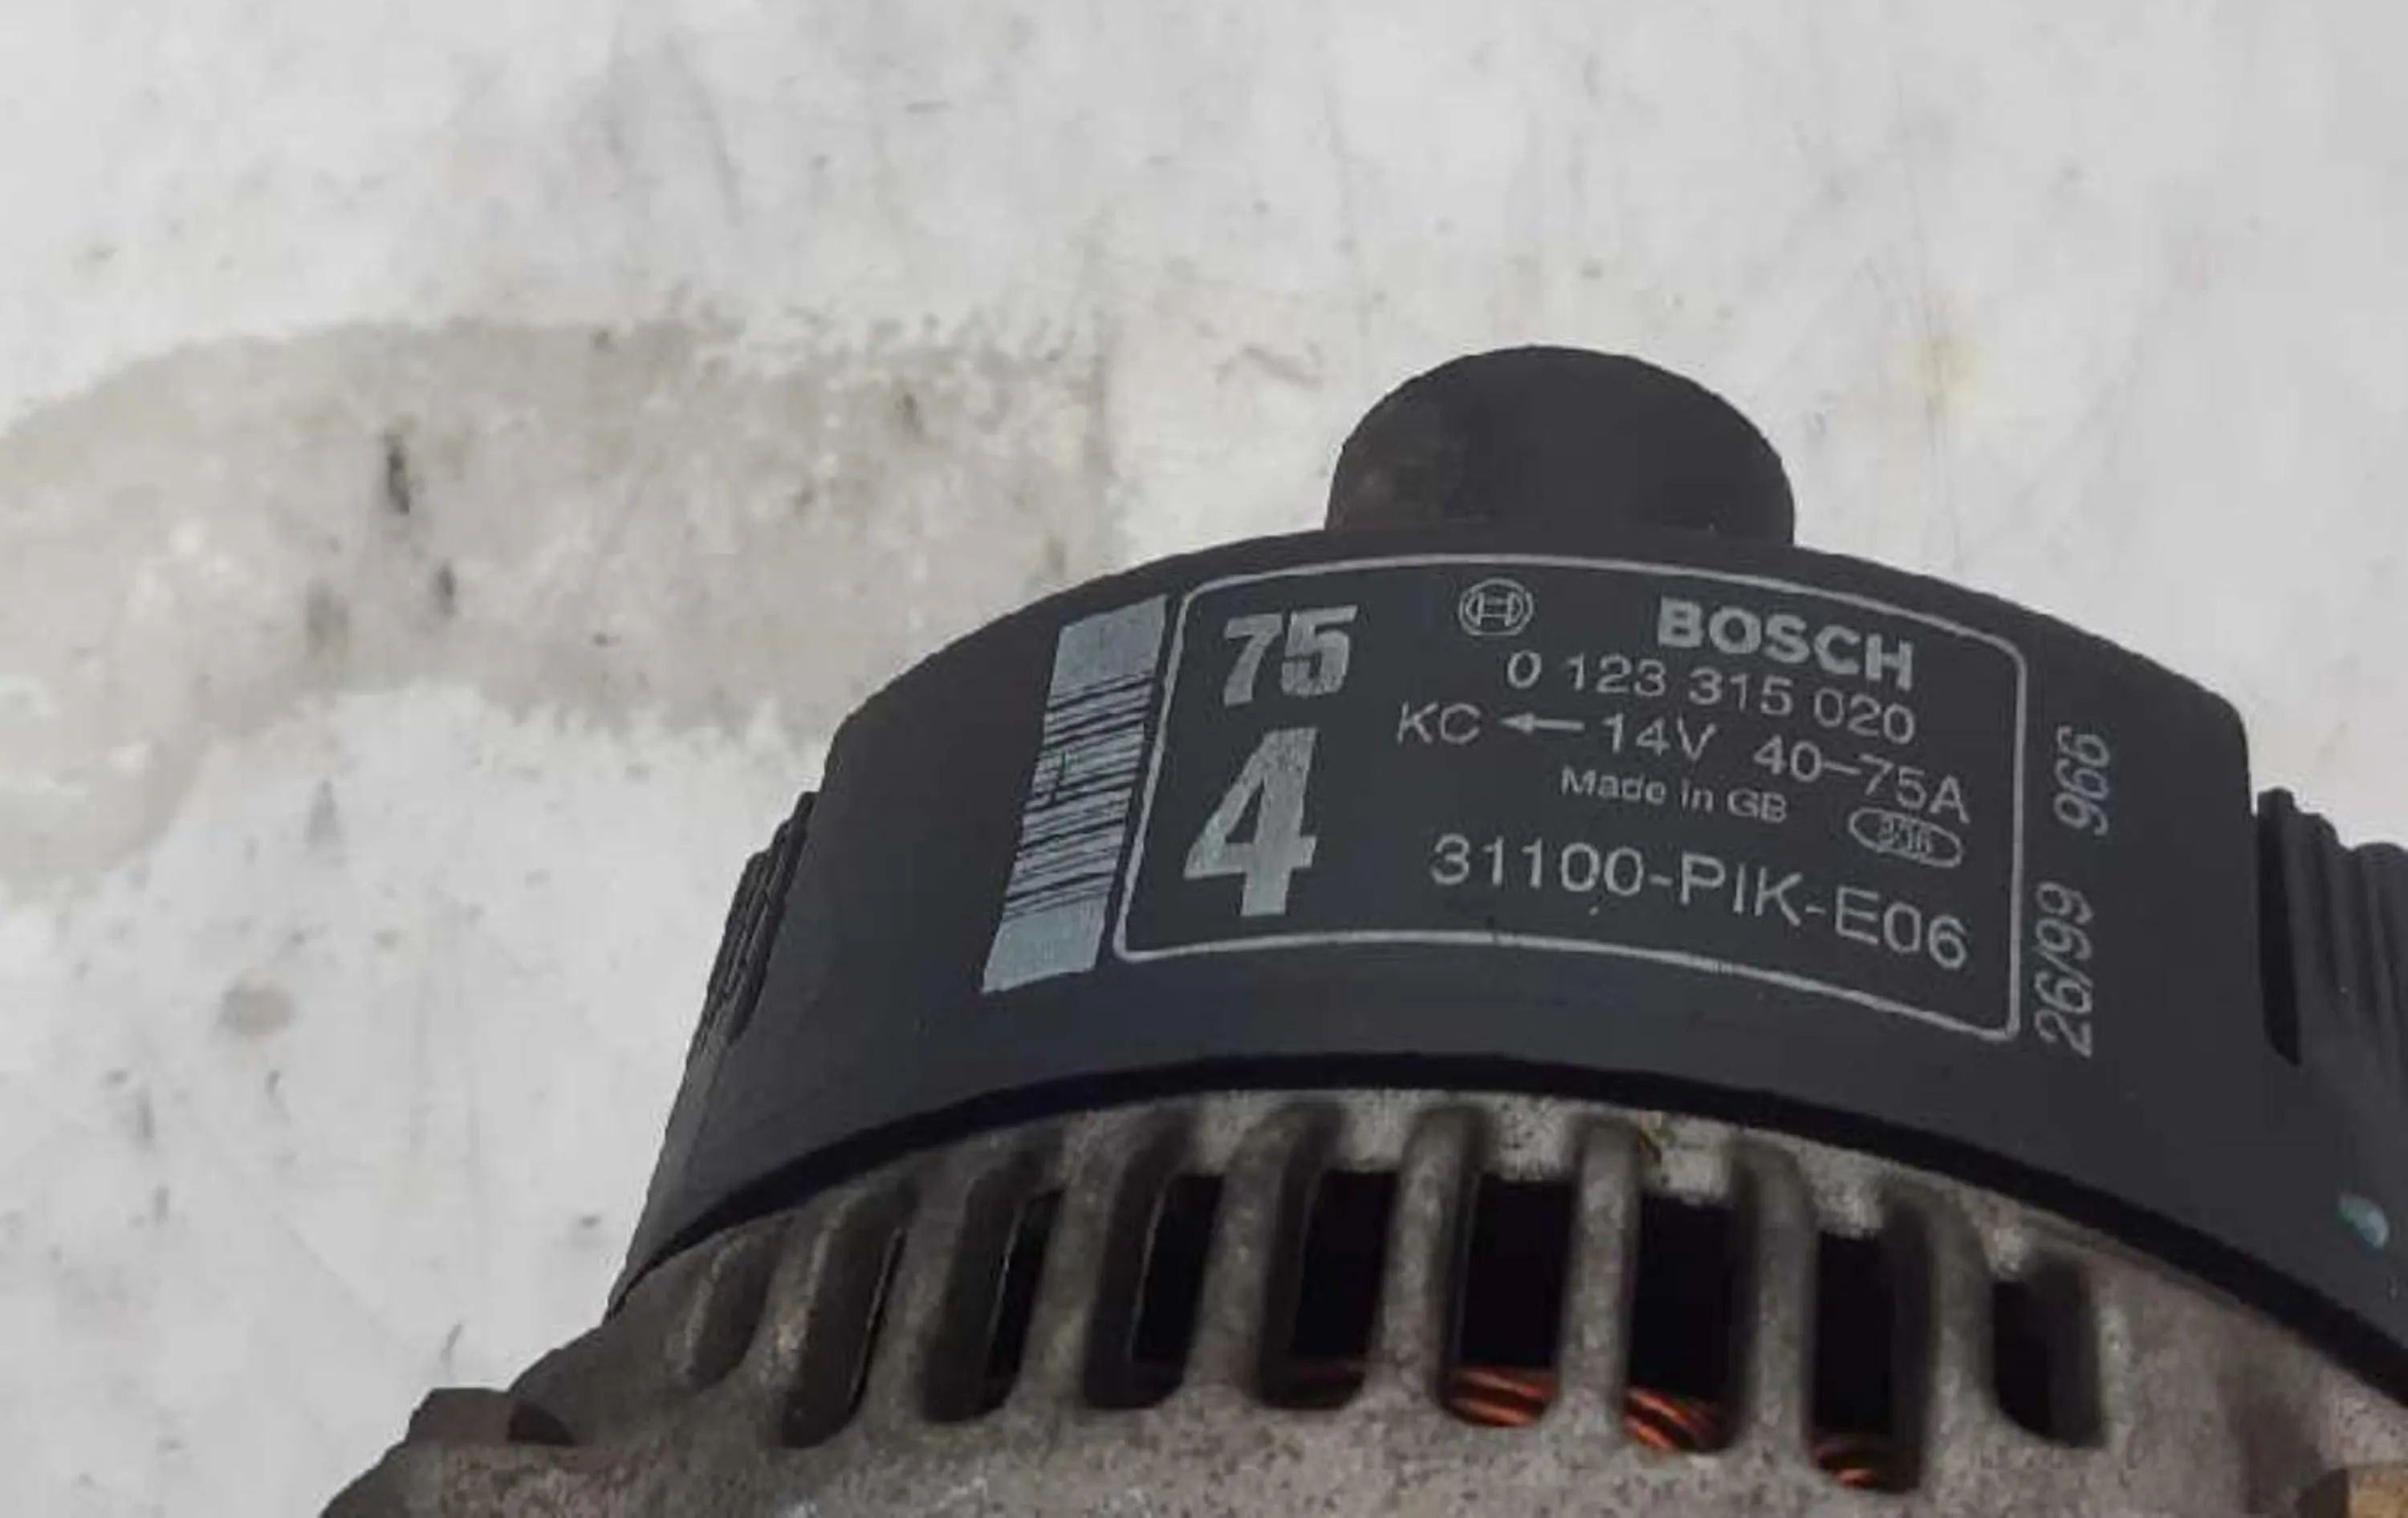 75
4
BOSCH
0 123 315 020
KC ← 14V 40–75A
Made in GB
31100-PIK-E06
26/99 966